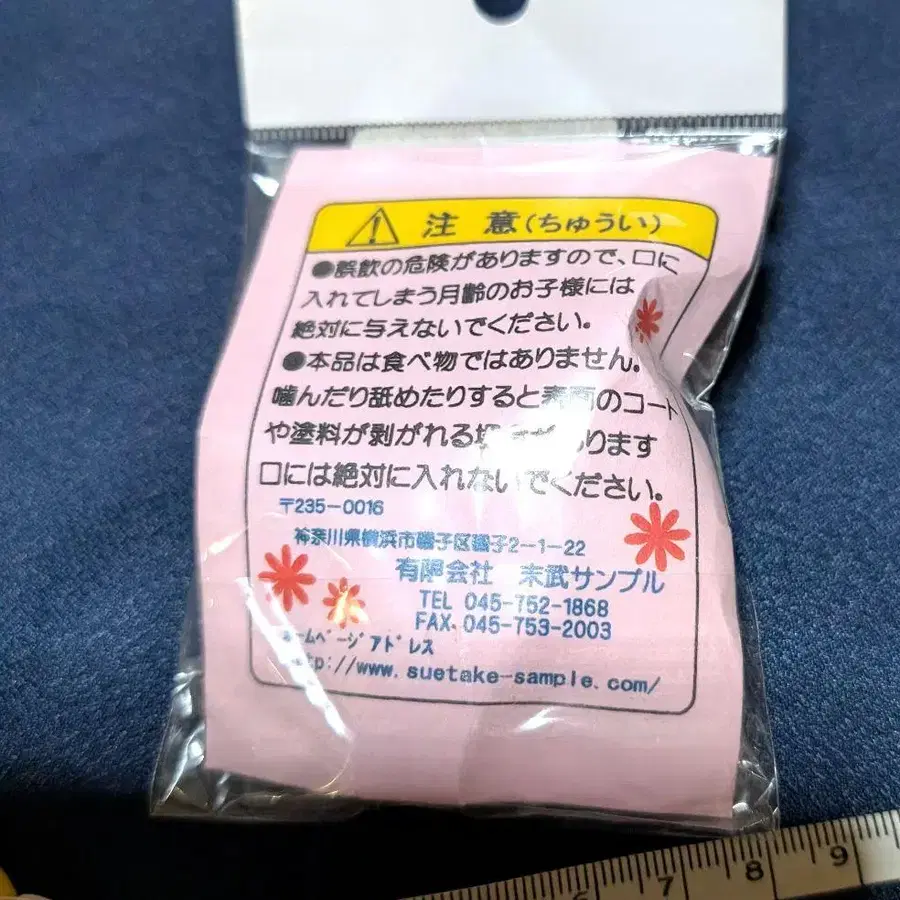 注 意(ちゅうい)
●誤飲の危険がありますので、口に
入れてしまう月齢のお子様には
絶対に与えないでください。
●本品は食べ物ではありません。
噛んだり舐めたりすると表面のコート
や塗料が剥がれる場合があります
口には絶対に入れないでください。
〒235-0016
神奈川県横浜市磯子区磯子2-1-22
有限会社 末武サンプル
TEL 045-752-1868
FAX 045-753-2003
ホームページアドレス
http://www.suetake-sample.com/
6 7 8 9